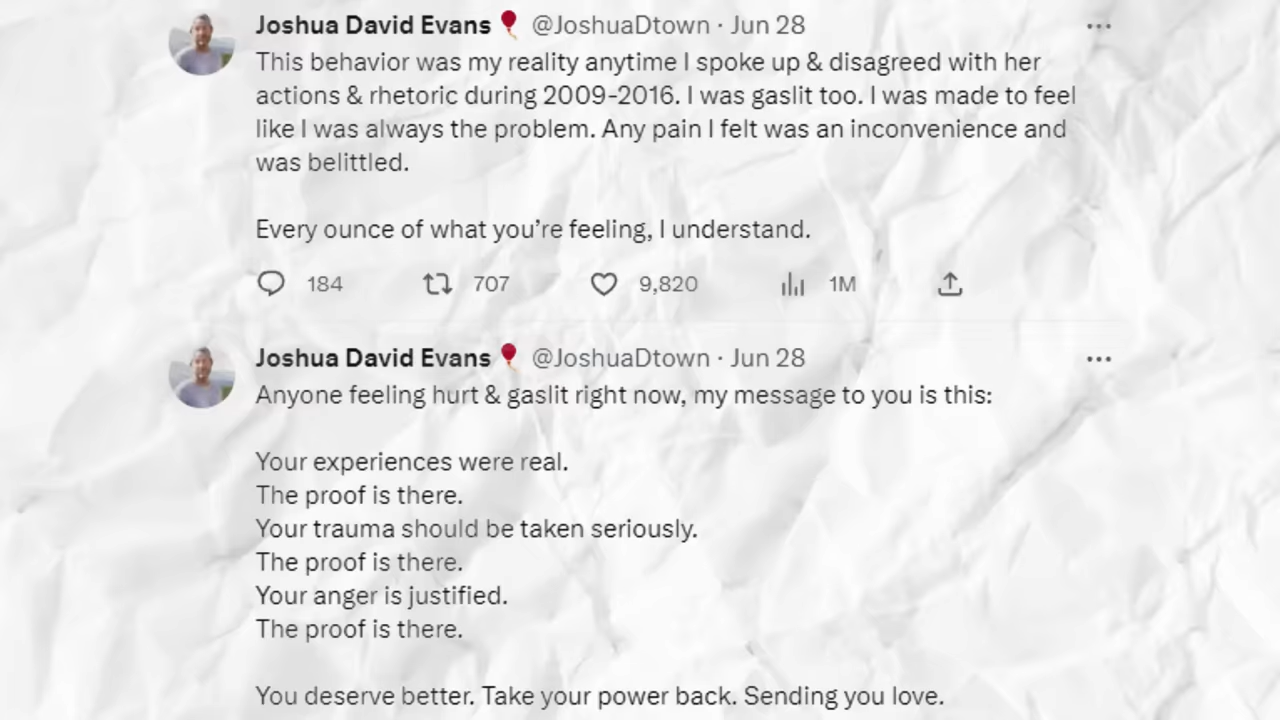 Joshua David Evans🎈 @JoshuaDtown · Jun 28
This behavior was my reality anytime I spoke up & disagreed with her
actions & rhetoric during 2009-2016. I was gaslit too. I was made to feel
like I was always the problem. Any pain I felt was an inconvenience and
was belittled.
Every ounce of what you’re feeling, I understand.
184 707 9,820 1M
Joshua David Evans🎈 @JoshuaDtown · Jun 28
Anyone feeling hurt & gaslit right now, my message to you is this:
Your experiences were real.
The proof is there.
Your trauma should be taken seriously.
The proof is there.
Your anger is justified.
The proof is there.
You deserve better. Take your power back. Sending you love.